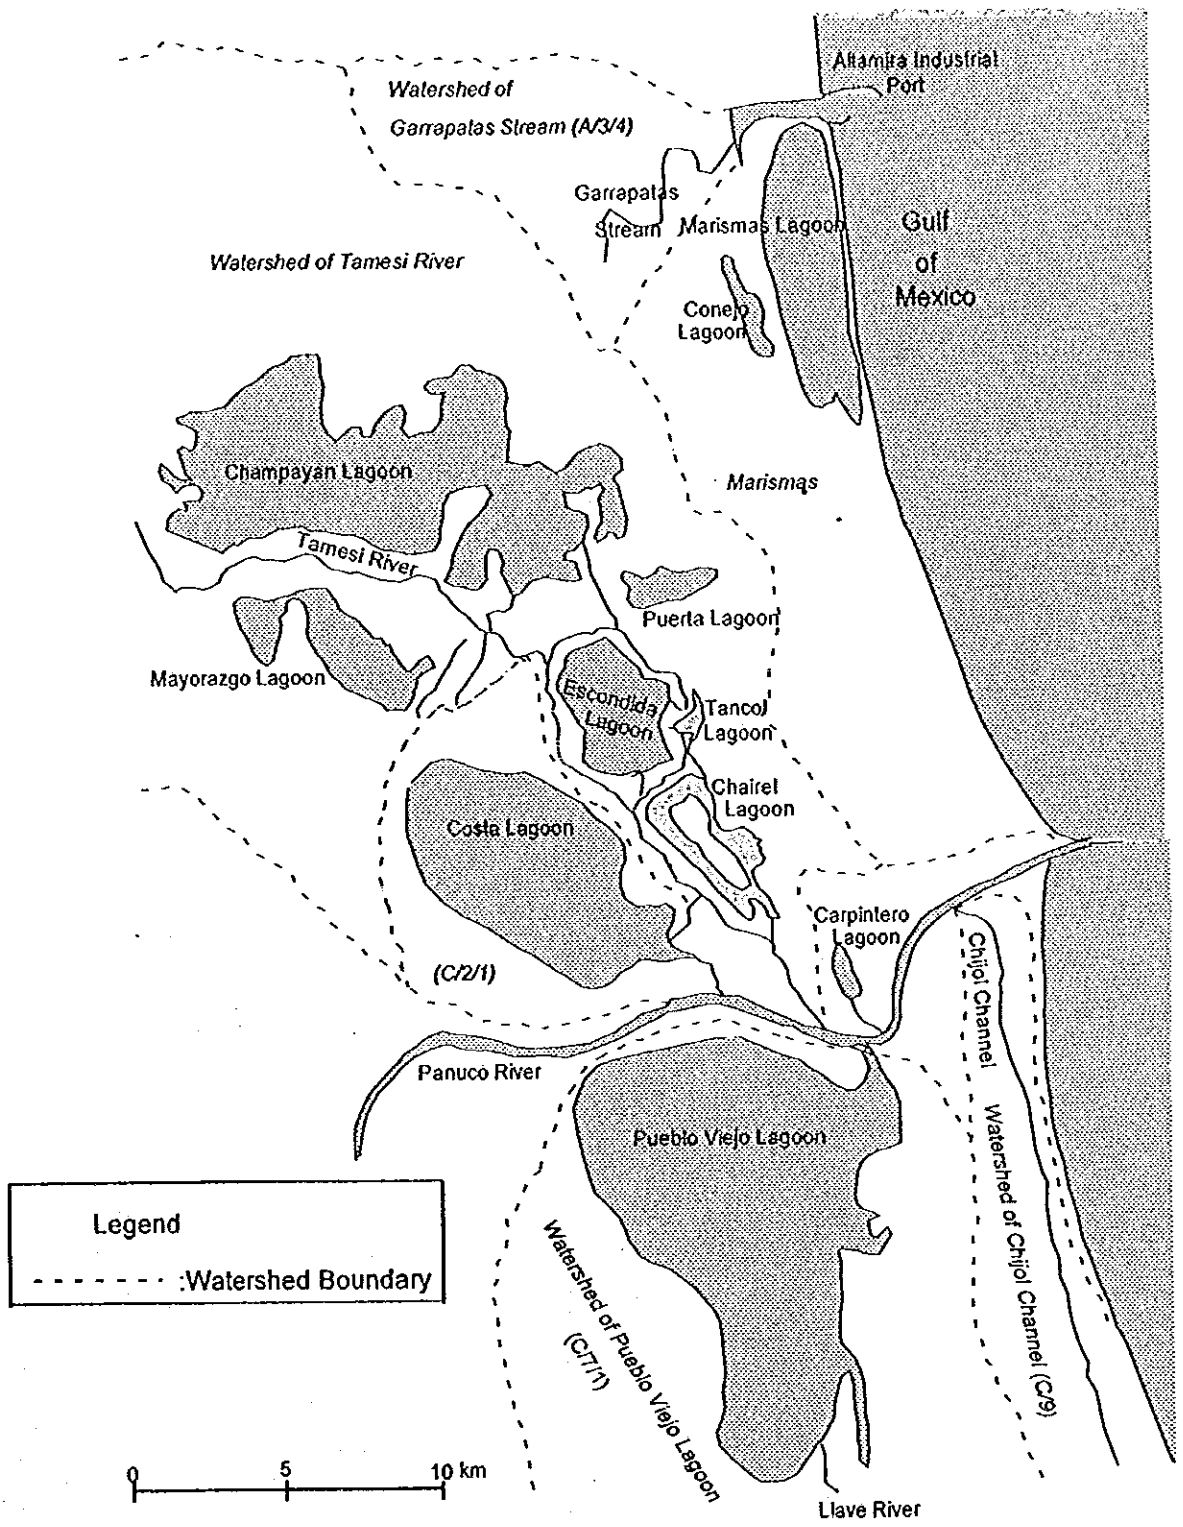 Altamira Industrial
Port
Watershed of
Garrapatas Stream (A/3/4)
Garrapatas
Stream
Marismas Lagoon
Gulf
of
Mexico
Watershed of Tamesi River
Conejo
Lagoon
Champayan Lagoon
Marismas
Tamesi River
Puerta Lagoon
Mayorazgo Lagoon
Escondida
Lagoon
Tancol
Lagoon
Chairel
Lagoon
Costa Lagoon
Carpintero
Lagoon
(C/2/1)
Chijol Channel
Panuco River
Pueblo Viejo Lagoon
Watershed of Chijol Channel (C/9)
Legend
:Watershed Boundary
Watershed of Pueblo Viejo Lagoon
(C/7/1)
0 5 10 km
Llave River